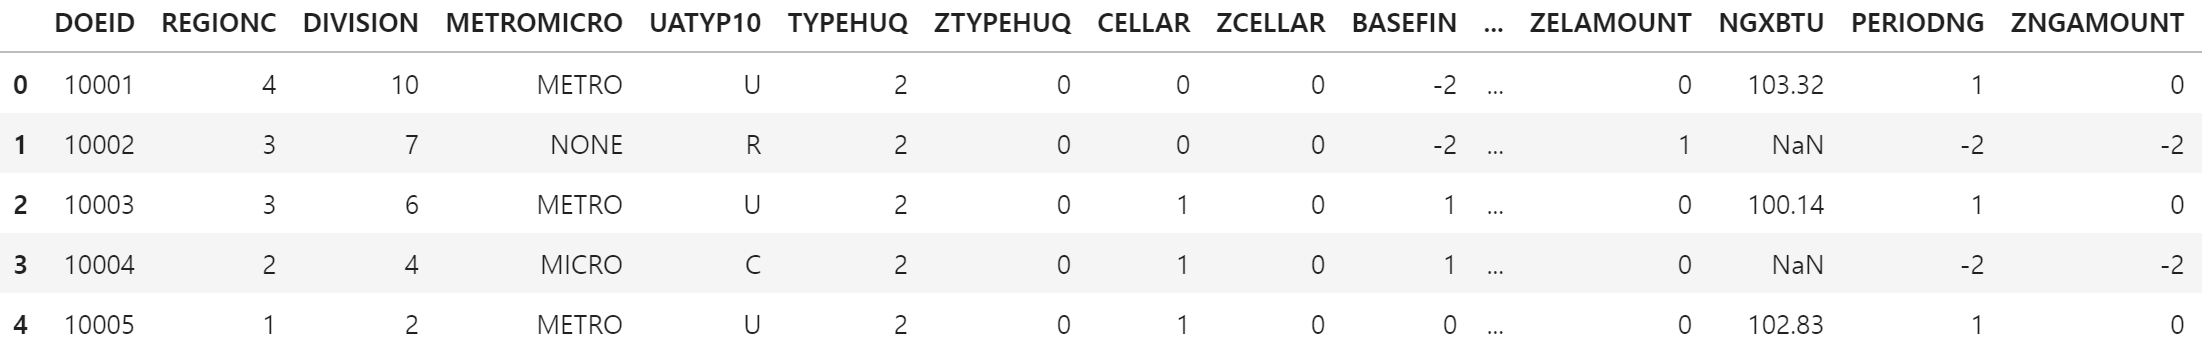 DOEID REGIONC DIVISION METROMICRO UATYP10 TYPEHUQ ZTYPEHUQ CELLAR ZCELLAR BASEFIN ... ZELAMOUNT NGXBTU PERIODNG ZNGAMOUNT
0 10001 4 10 METRO U 2 0 0 0 -2 ... 0 103.32 1 0
1 10002 3 7 NONE R 2 0 0 0 -2 ... 1 NaN -2 -2
2 10003 3 6 METRO U 2 0 1 0 1 ... 0 100.14 1 0
3 10004 2 4 MICRO C 2 0 1 0 1 ... 0 NaN -2 -2
4 10005 1 2 METRO U 2 0 1 0 0 ... 0 102.83 1 0